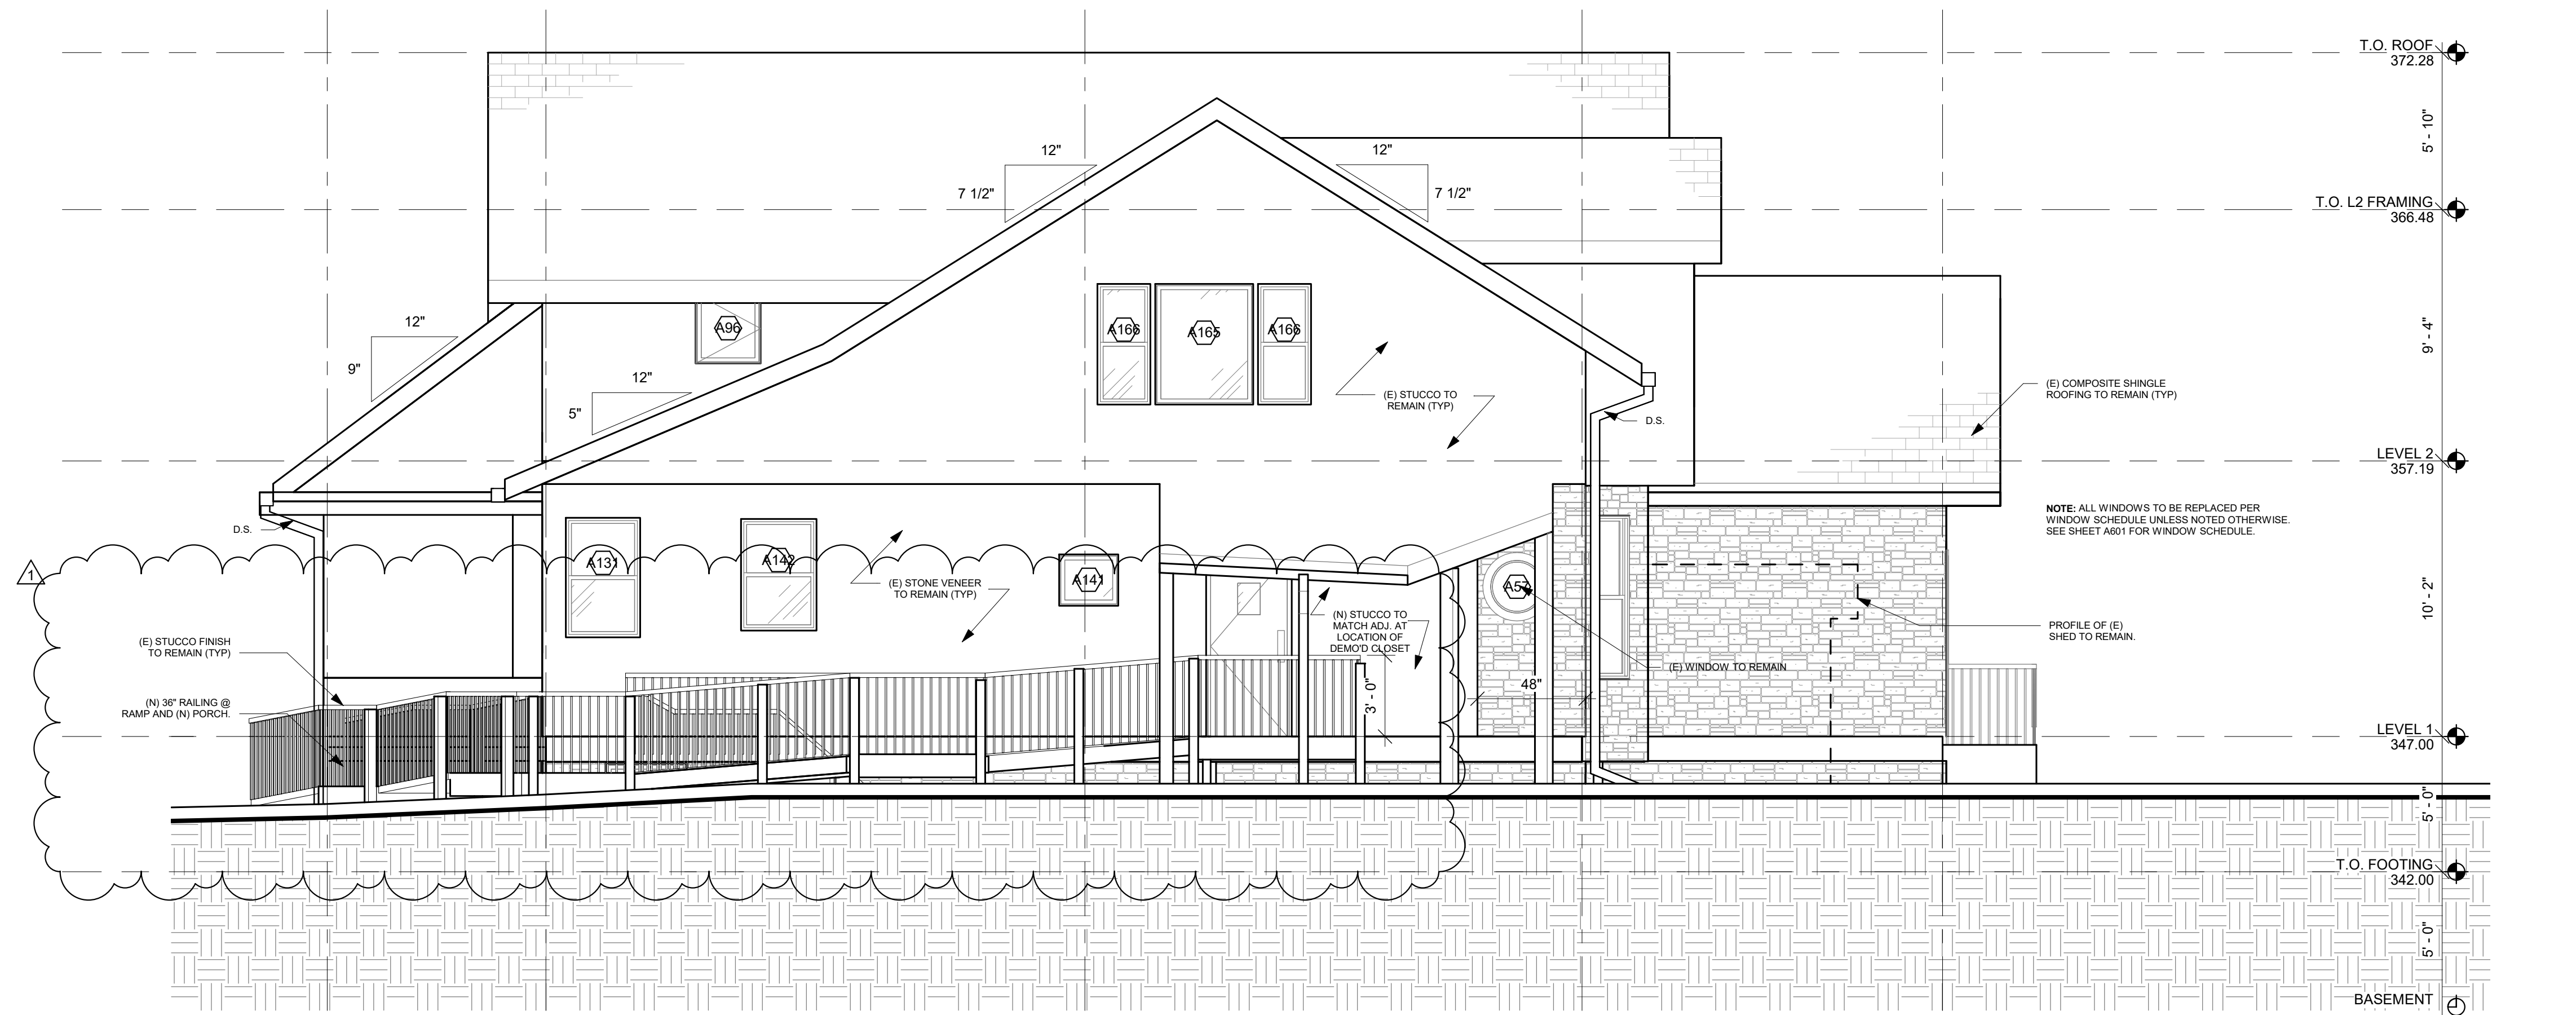 T.O. ROOF
372.28
5' - 10"
12"
7 1/2"
12"
7 1/2"
T.O. L2 FRAMING
366.48
12"
9"
A96
A166
A165
A166
9' - 4"
12"
5"
(E) STUCCO TO
REMAIN (TYP)
D.S.
(E) COMPOSITE SHINGLE
ROOFING TO REMAIN (TYP)
LEVEL 2
357.19
NOTE: ALL WINDOWS TO BE REPLACED PER
WINDOW SCHEDULE UNLESS NOTED OTHERWISE.
SEE SHEET A601 FOR WINDOW SCHEDULE.
D.S.
1
A131
A142
(E) STONE VENEER
TO REMAIN (TYP)
A141
A57
10' - 2"
(N) STUCCO TO
MATCH ADJ. AT
LOCATION OF
DEMO'D CLOSET
PROFILE OF (E)
SHED TO REMAIN.
(E) STUCCO FINISH
TO REMAIN (TYP)
(E) WINDOW TO REMAIN
48"
3' - 0"
(N) 36" RAILING @
RAMP AND (N) PORCH.
LEVEL 1
347.00
5' - 0"
T.O. FOOTING
342.00
5' - 0"
BASEMENT